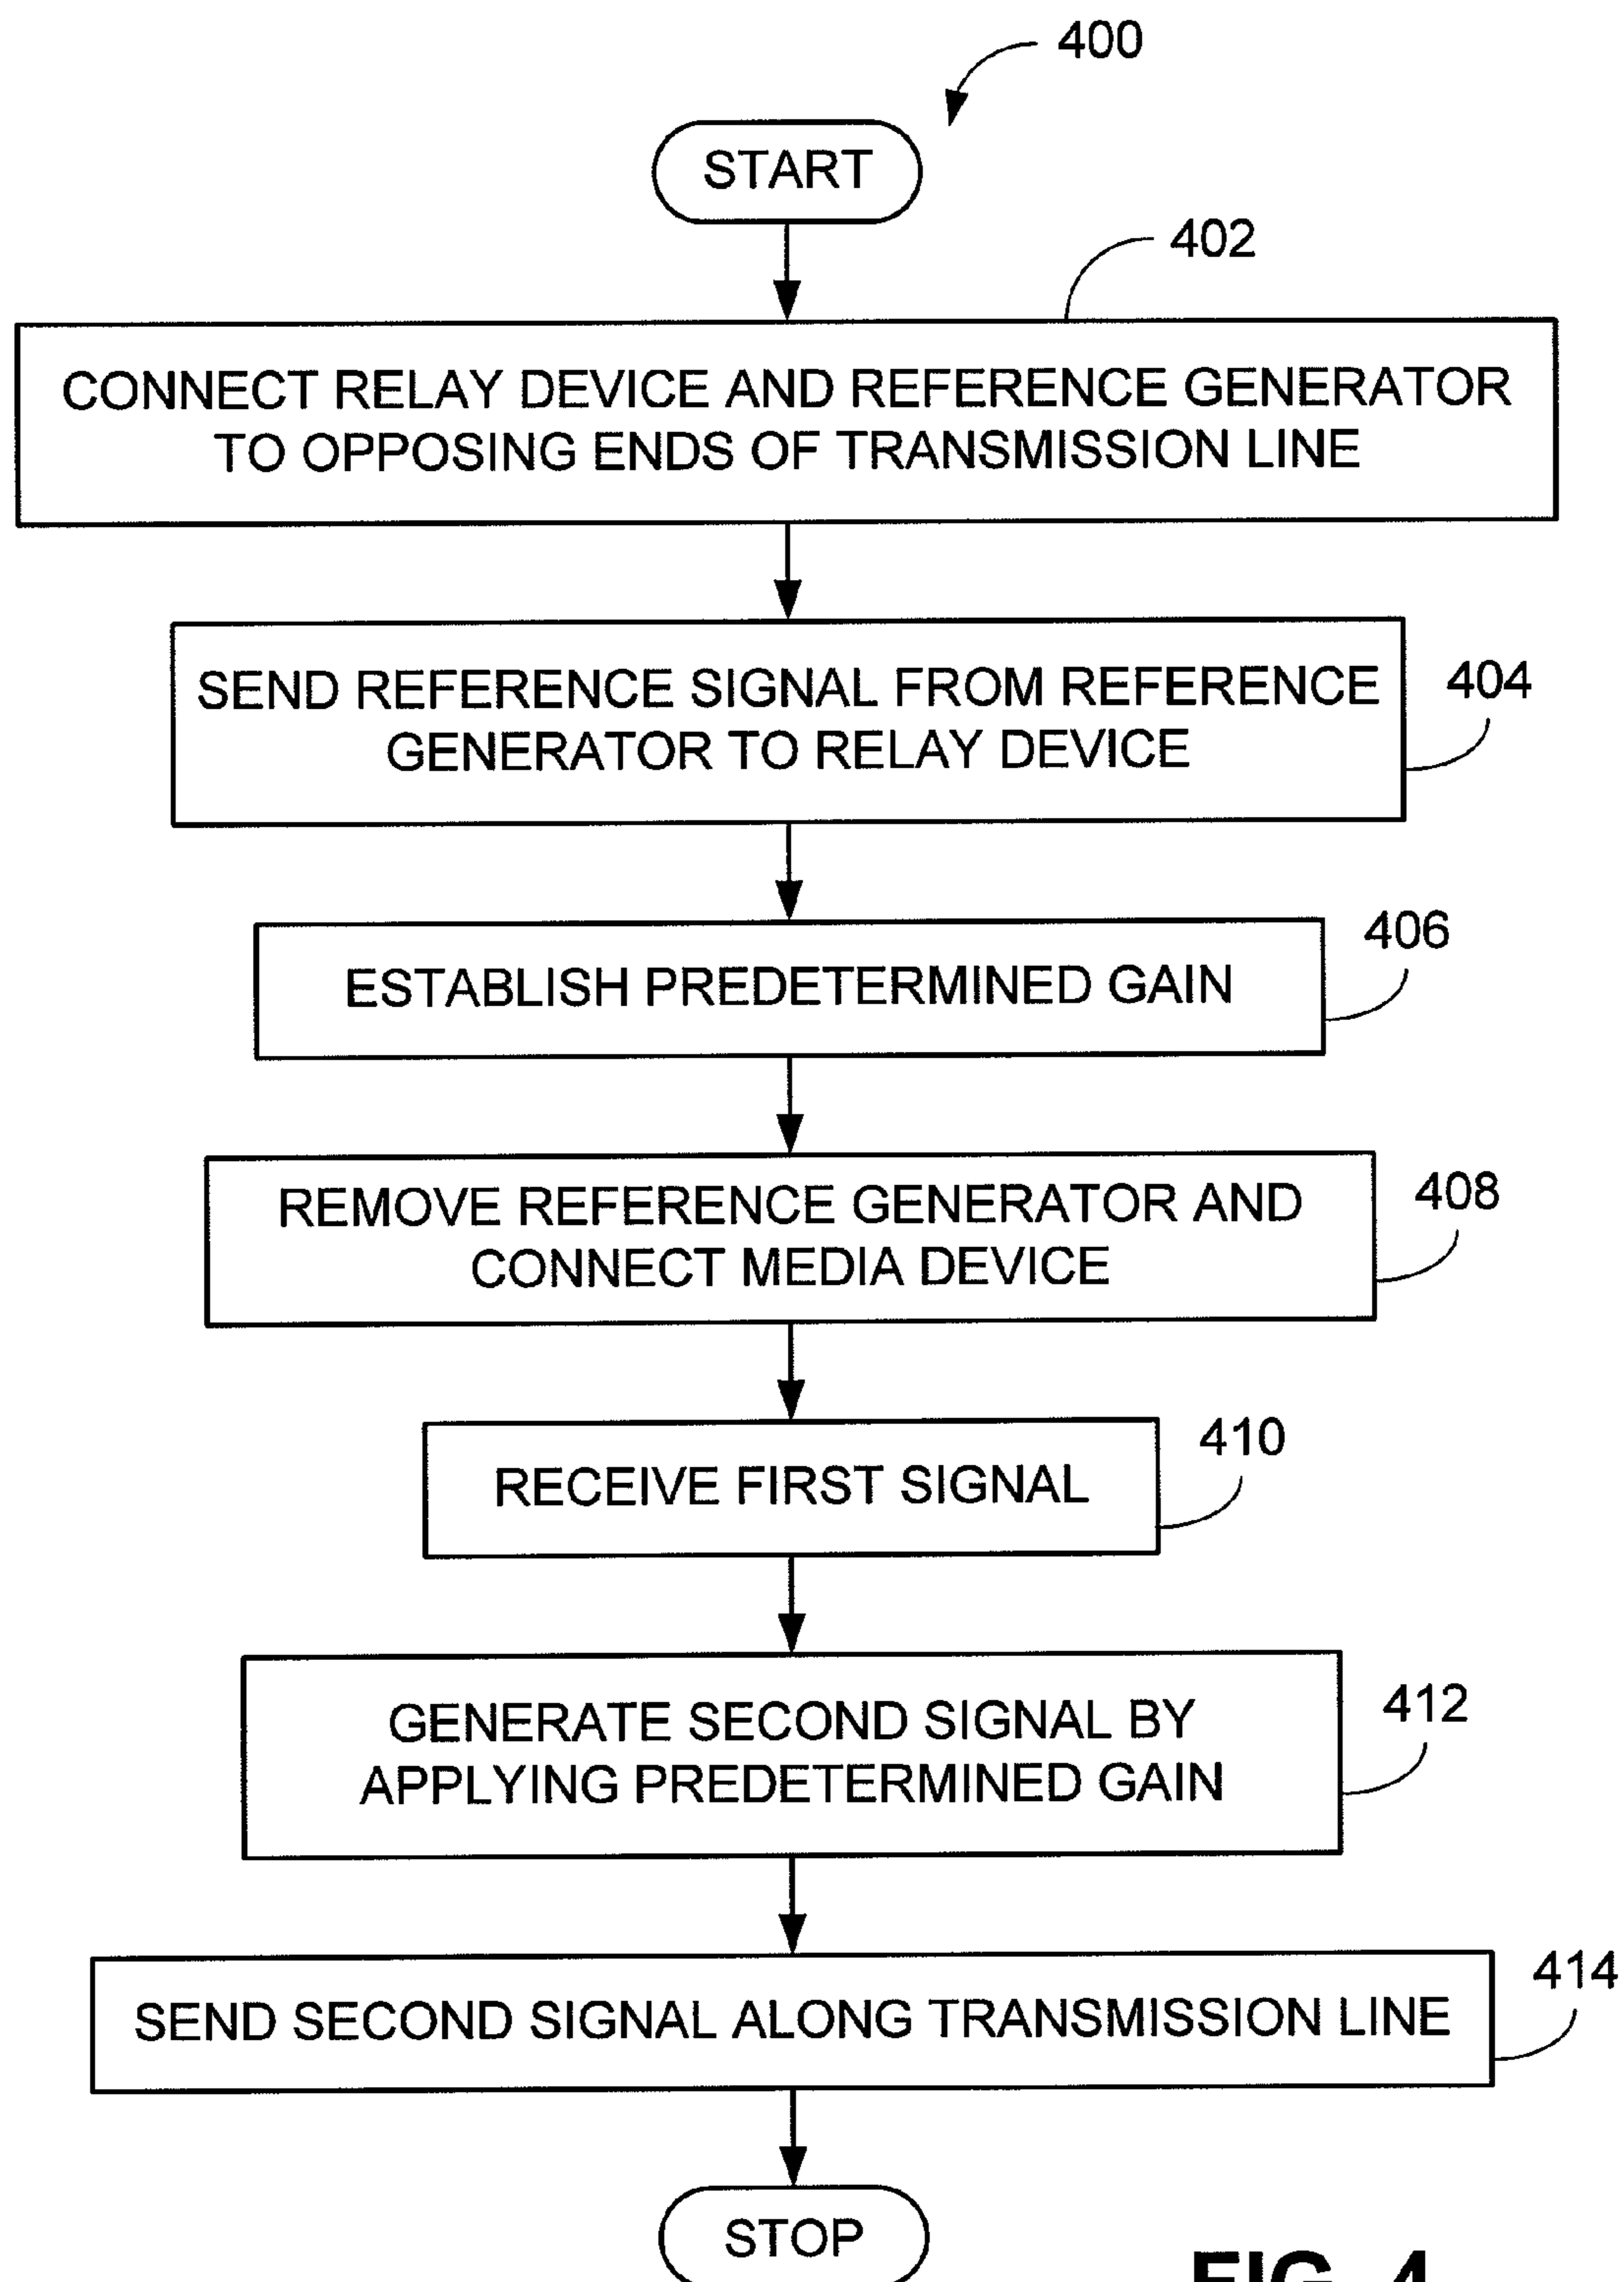 400
START
402
CONNECT RELAY DEVICE AND REFERENCE GENERATOR
TO OPPOSING ENDS OF TRANSMISSION LINE
SEND REFERENCE SIGNAL FROM REFERENCE
GENERATOR TO RELAY DEVICE
404
ESTABLISH PREDETERMINED GAIN
406
REMOVE REFERENCE GENERATOR AND
CONNECT MEDIA DEVICE
408
RECEIVE FIRST SIGNAL
410
GENERATE SECOND SIGNAL BY
APPLYING PREDETERMINED GAIN
412
SEND SECOND SIGNAL ALONG TRANSMISSION LINE
414
STOP
FIG. 4